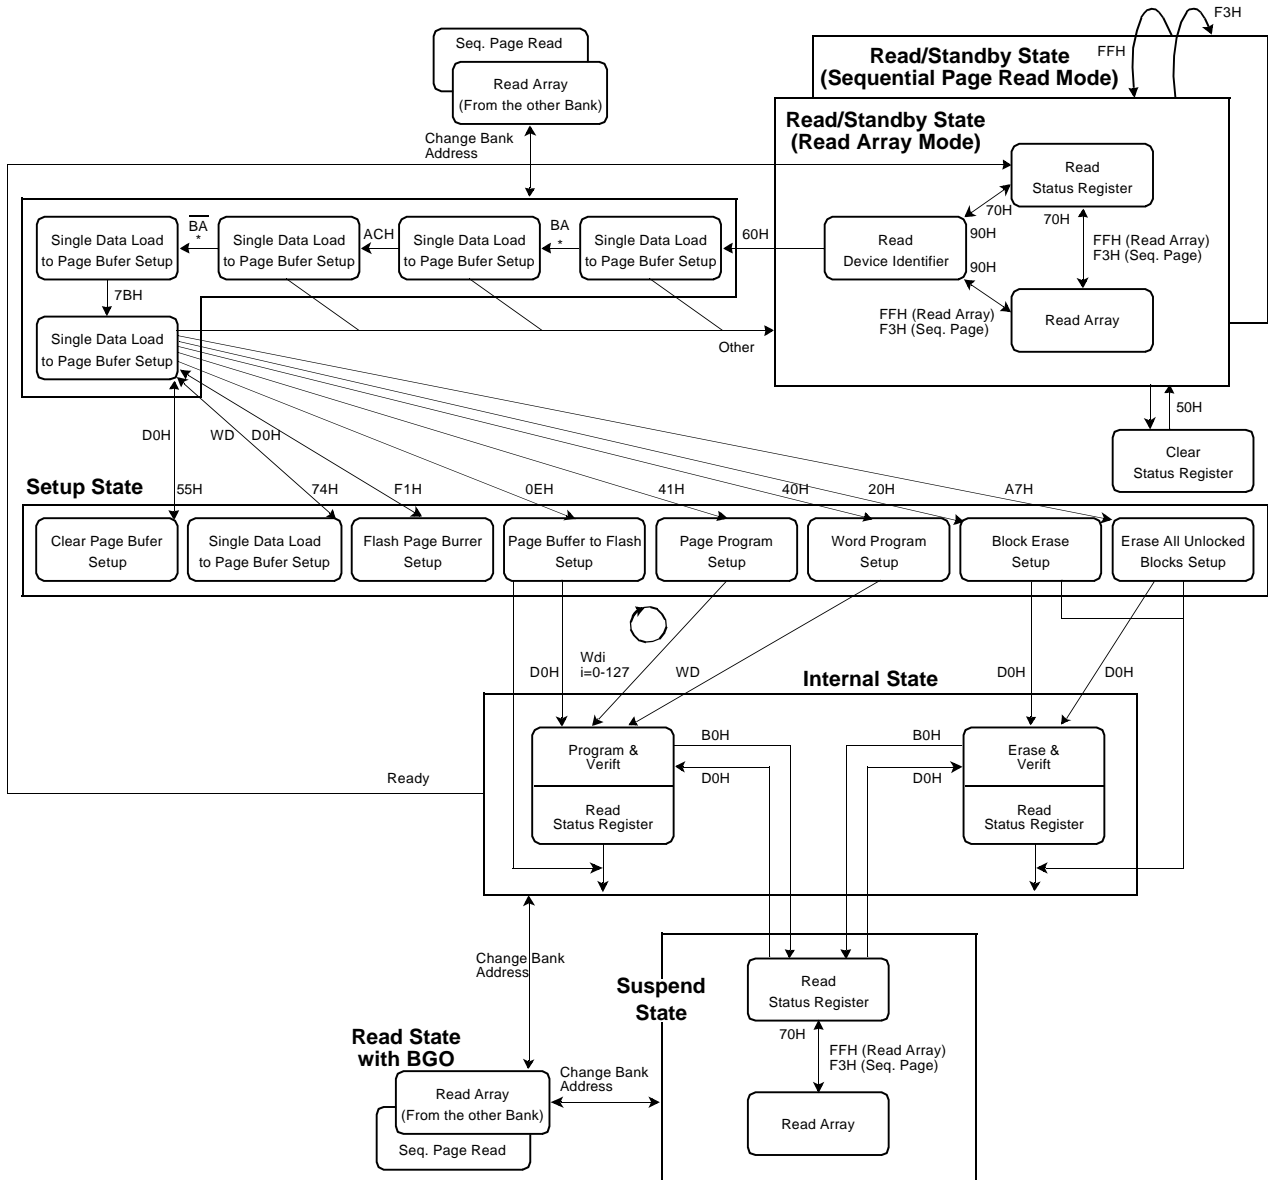 F3H
FFH
Seq. Page Read
Read Array
(From the other Bank)
Read/Standby State
(Sequential Page Read Mode)
Read/Standby State
(Read Array Mode)
Change Bank
Address
Read
Status Register
70H
70H
90H
FFH (Read Array)
F3H (Seq. Page)
Read
Device Identifier
90H
FFH (Read Array)
F3H (Seq. Page)
Read Array
BA
*
ACH
BA
*
60H
Single Data Load
to Page Bufer Setup
Single Data Load
to Page Bufer Setup
Single Data Load
to Page Bufer Setup
Single Data Load
to Page Bufer Setup
7BH
Single Data Load
to Page Bufer Setup
Other
50H
Clear
Status Register
D0H
WD
D0H
Setup State
55H
74H
F1H
0EH
41H
40H
20H
A7H
Clear Page Bufer
Setup
Single Data Load
to Page Bufer Setup
Flash Page Burrer
Setup
Page Buffer to Flash
Setup
Page Program
Setup
Word Program
Setup
Block Erase
Setup
Erase All Unlocked
Blocks Setup
D0H
Wdi
i=0-127
WD
D0H
D0H
Internal State
Program &
Verift
Read
Status Register
B0H
D0H
B0H
D0H
Erase &
Verift
Read
Status Register
Ready
Change Bank
Address
Suspend
State
Read
Status Register
70H
FFH (Read Array)
F3H (Seq. Page)
Read Array
Read State
with BGO
Change Bank
Address
Read Array
(From the other Bank)
Seq. Page Read